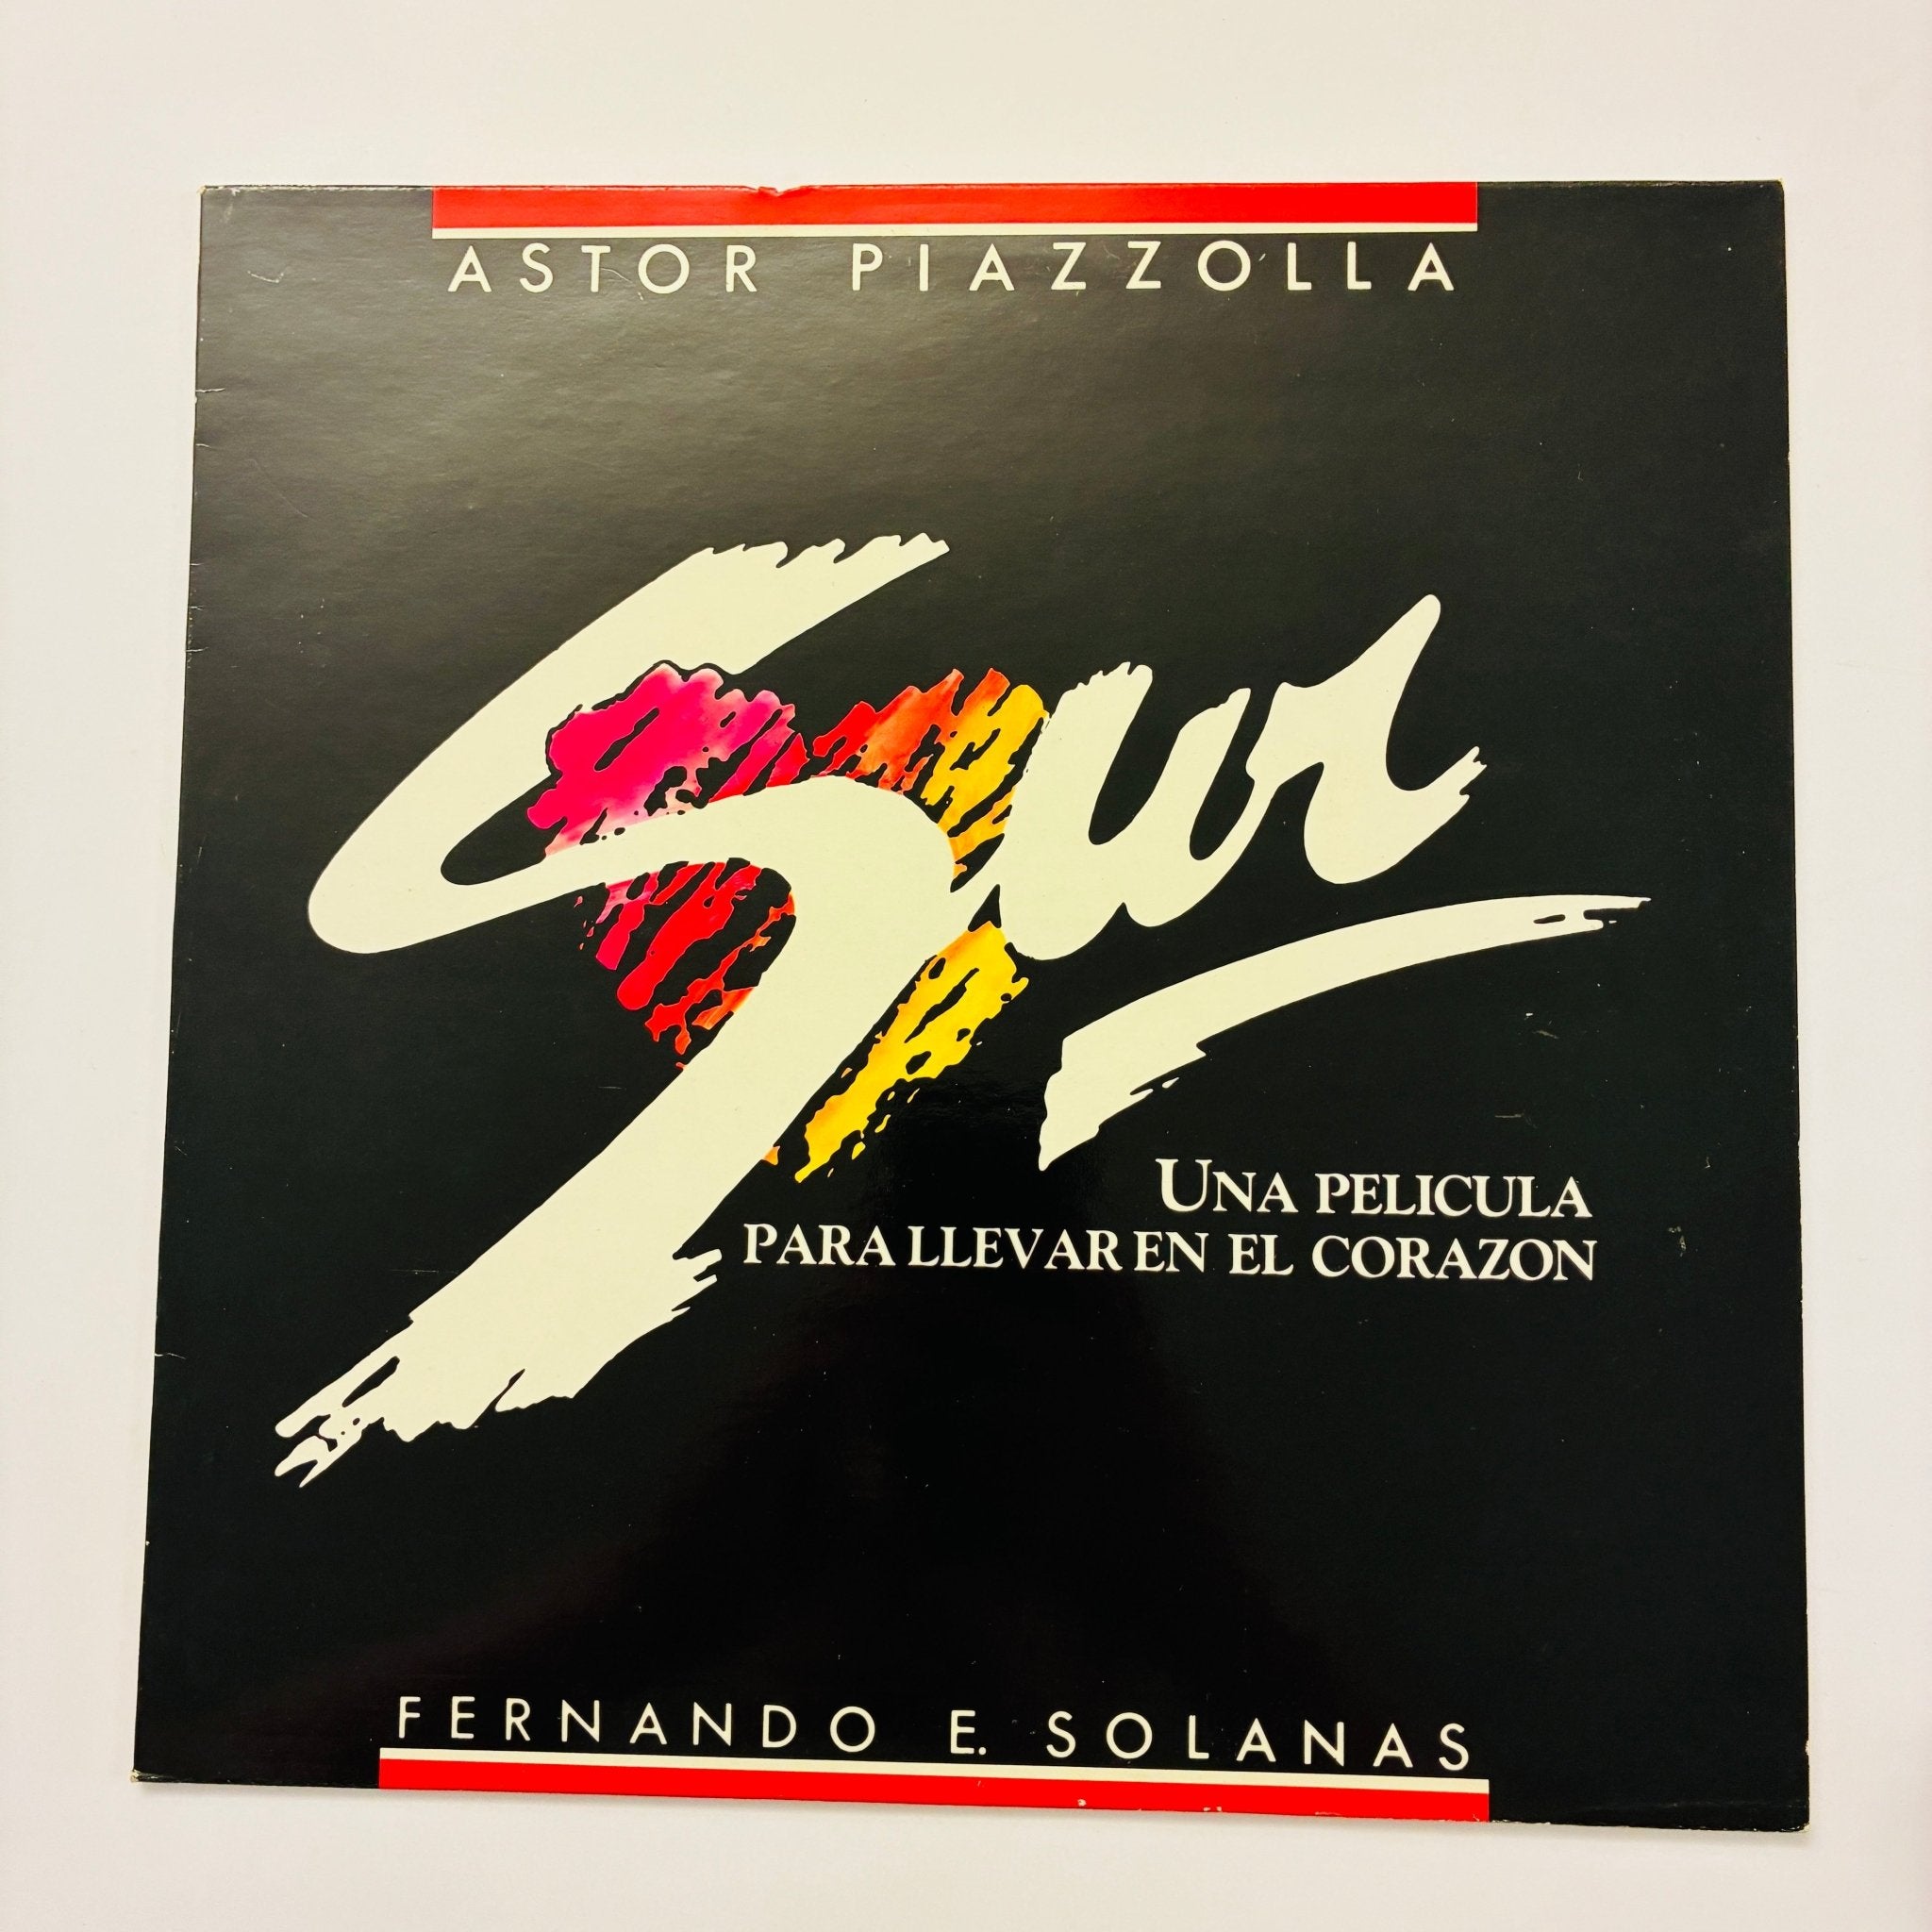 ASTOR PIAZZOLLA
Sur
UNA PELICULA
PARA LLEVAR EN EL CORAZON
FERNANDO E. SOLANAS